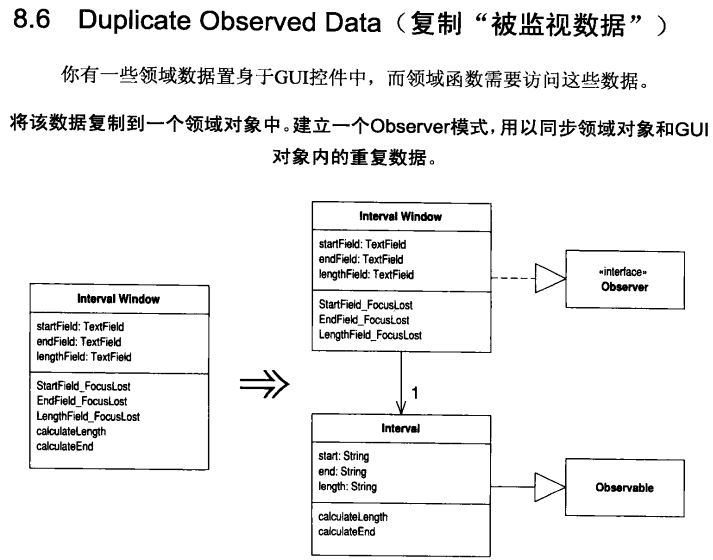 8.6 Duplicate Observed Data（复制“被监视数据”）
你有一些领域数据置身于GUI控件中，而领域函数需要访问这些数据。
将该数据复制到一个领域对象中。建立一个Observer模式，用以同步领域对象和GUI
对象内的重复数据。
Interval Window
startField: TextField
endField: TextField
lengthField: TextField
StartField_FocusLost
EndField_FocusLost
LengthField_FocusLost
calculateLength
calculateEnd
Interval Window
startField: TextField
endField: TextField
lengthField: TextField
StartField_FocusLost
EndField_FocusLost
LengthField_FocusLost
«interface»
Observer
1
Interval
start: String
end: String
length: String
calculateLength
calculateEnd
Observable